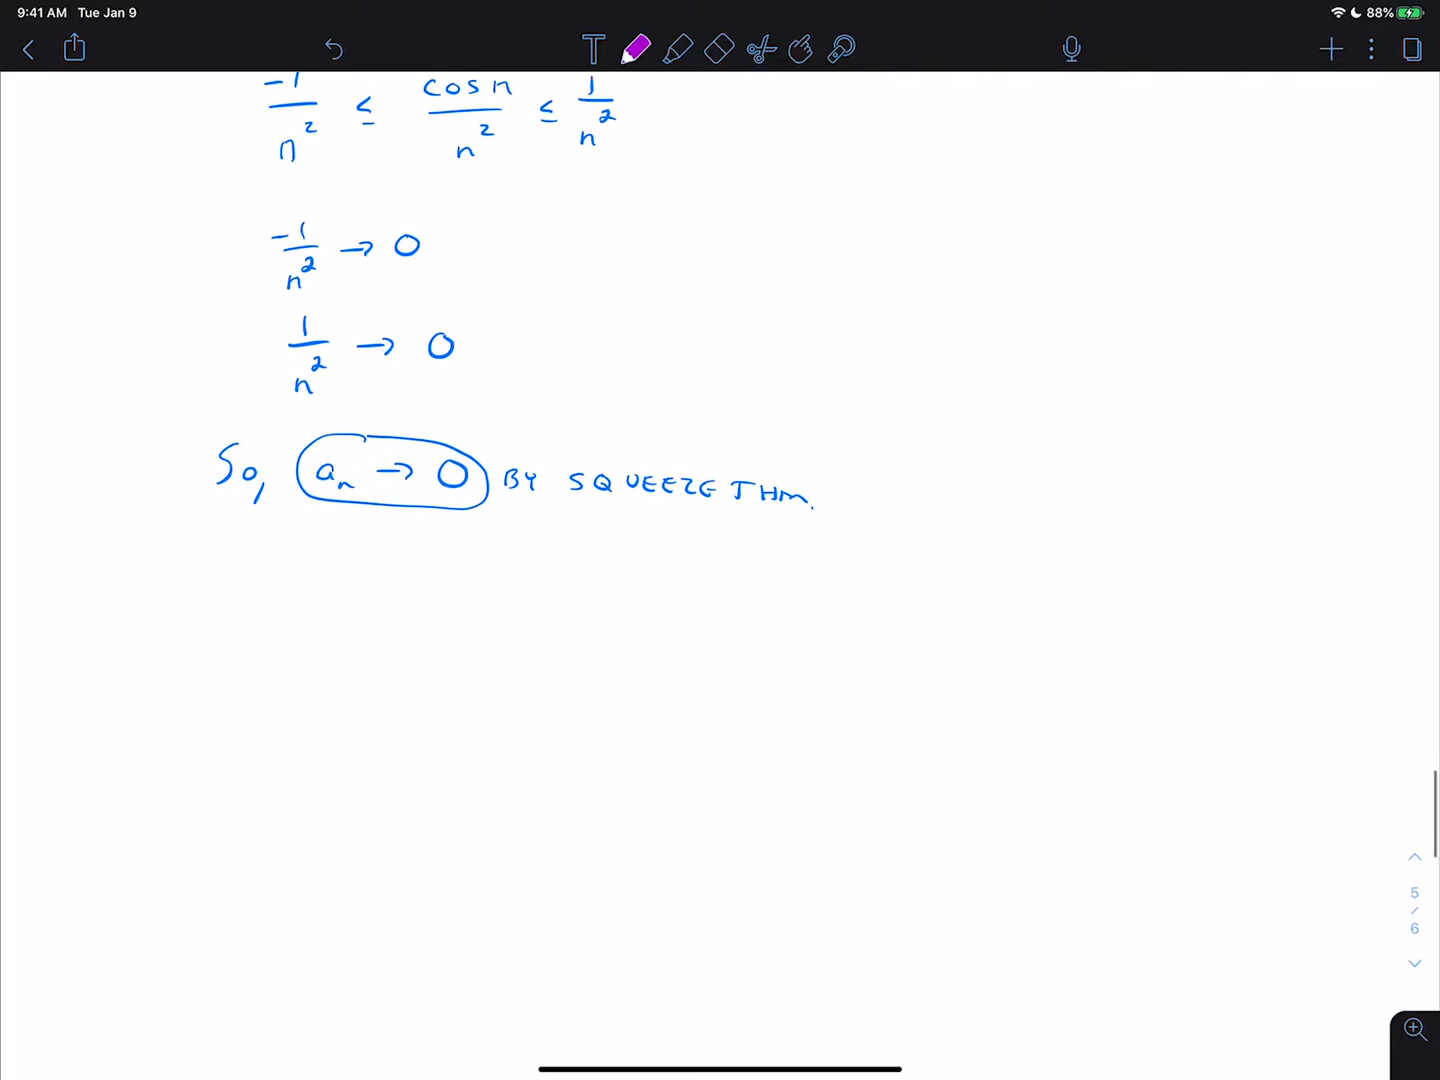 9:41 AM Tue Jan 9 88%
-1/n² ≤ cos n/n² ≤ 1/n²
-1/n² → 0
1/n² → 0
So, aₙ → 0 BY SQUEEZE THM.
5
/
6